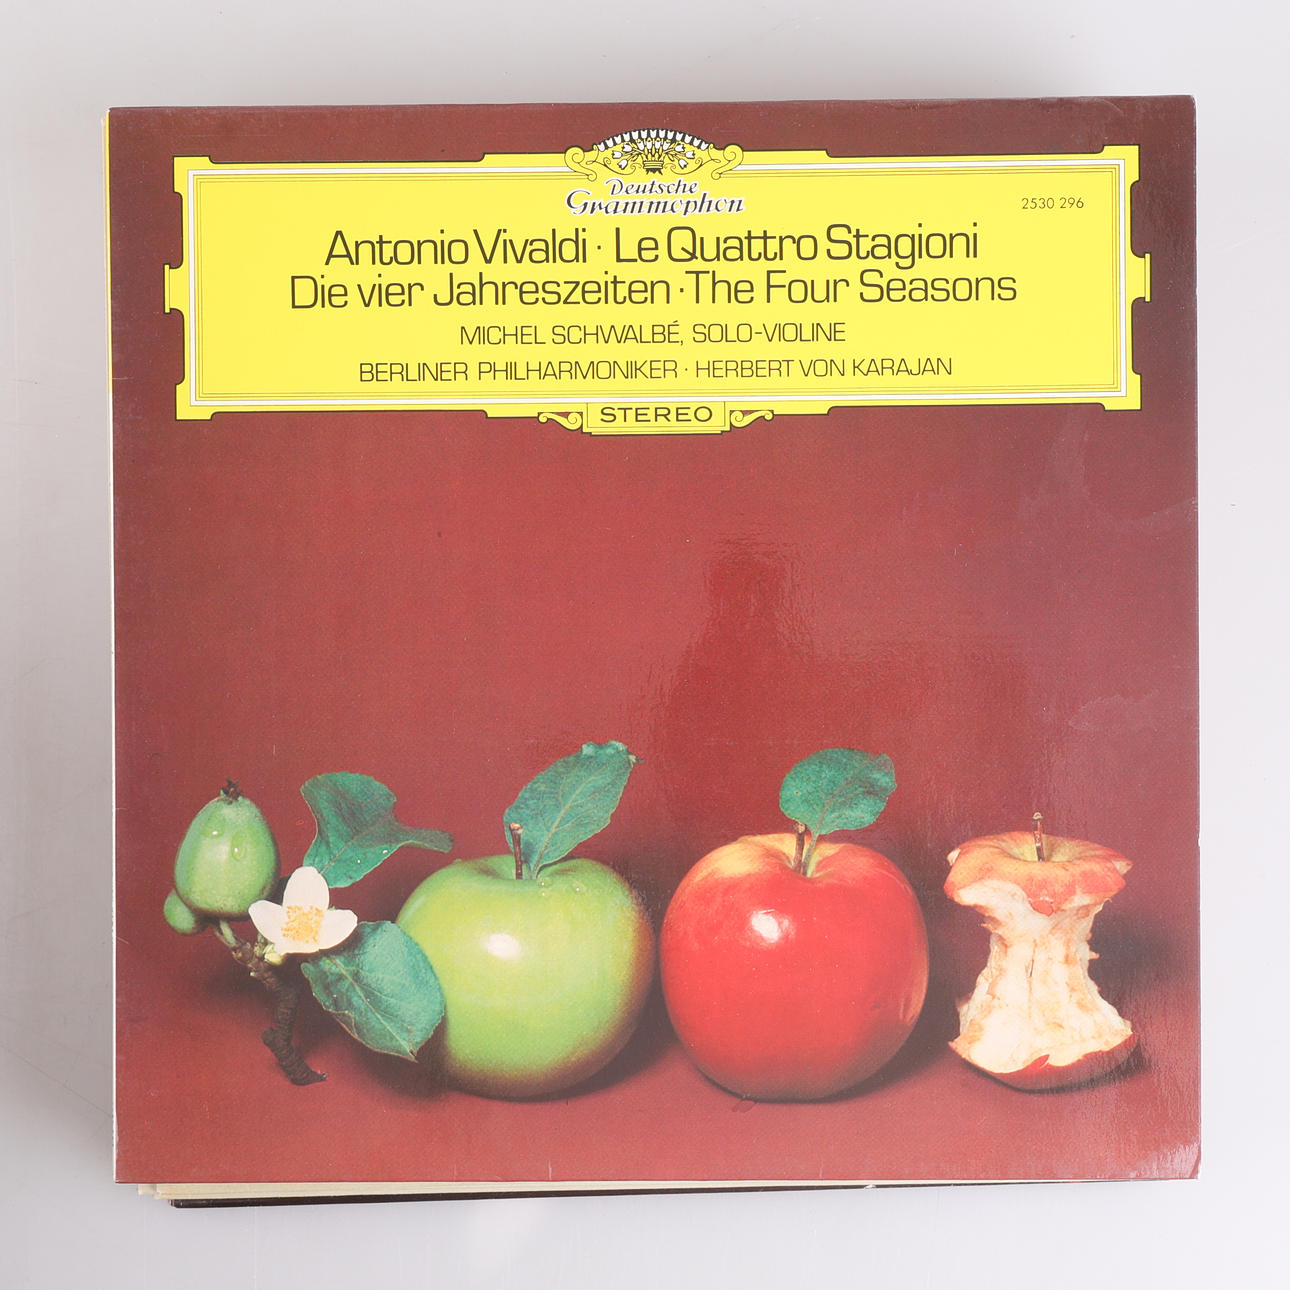 Deutsche
Grammophon
2530 296
Antonio Vivaldi · Le Quattro Stagioni
Die vier Jahreszeiten · The Four Seasons
MICHEL SCHWALBÉ, SOLO-VIOLINE
BERLINER PHILHARMONIKER · HERBERT VON KARAJAN
STEREO